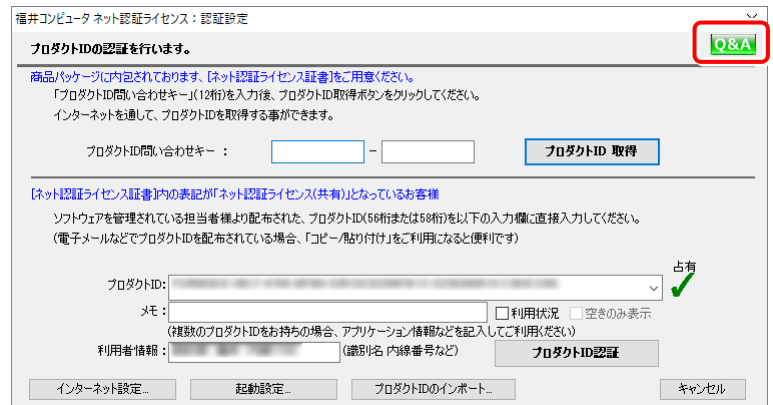 福井コンピュータ ネット認証ライセンス：認証設定
プロダクトIDの認証を行います。
Q&A
商品パッケージに内包されております、[ネット認証ライセンス証書]をご用意ください。
「プロダクトID問い合わせキー」(12桁)を入力後、プロダクトID取得ボタンをクリックしてください。
インターネットを通して、プロダクトIDを取得する事ができます。
プロダクトID問い合わせキー ：
－
プロダクトID 取得
[ネット認証ライセンス証書]内の表記が「ネット認証ライセンス(共有)」となっているお客様
ソフトウェアを管理されている担当者様より配布された、プロダクトID(56桁または58桁)を以下の入力欄に直接入力してください。
(電子メールなどでプロダクトIDを配布されている場合、「コピー/貼り付け」をご利用になると便利です)
プロダクトID:
占有
メモ：
利用状況
空きのみ表示
(複数のプロダクトIDをお持ちの場合、アプリケーション情報などを記入してご利用ください)
利用者情報：
(識別名 内線番号など)
プロダクトID認証
インターネット設定...
起動設定...
プロダクトIDのインポート...
キャンセル